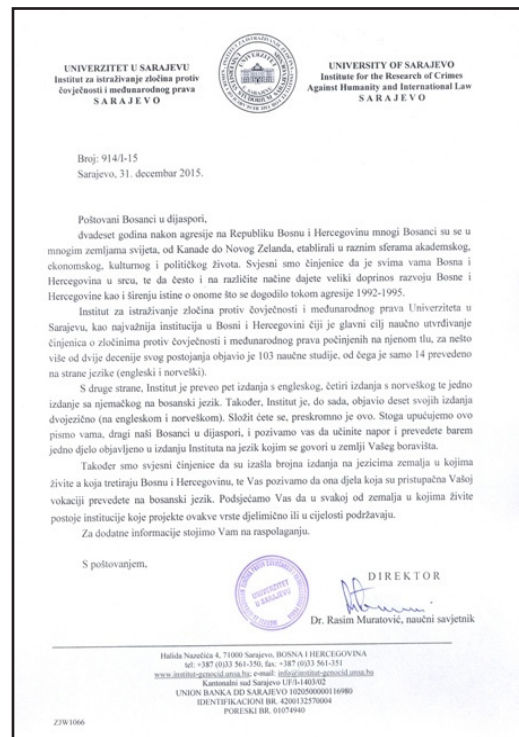 UNIVERZITET U SARAJEVU
Institut za istraživanje zločina protiv
čovječnosti i međunarodnog prava
S A R A J E V O
UNIVERZITET
UNIVERSITY OF SARAJEVO
Institute for the Research of Crimes
Against Humanity and International Law
S A R A J E V O
Broj: 914/I-15
Sarajevo, 31. decembar 2015.
Poštovani Bosanci u dijaspori,
dvadeset godina nakon agresije na Republiku Bosnu i Hercegovinu mnogi Bosanci su se u
mnogim zemljama svijeta, od Kanade do Novog Zelanda, etablirali u raznim sferama akademskog,
ekonomskog, kulturnog i političkog života. Svjesni smo činjenice da je svima vama Bosna i
Hercegovina u srcu, te da često i na različite načine dajete veliki doprinos razvoju Bosne i
Hercegovine kao i širenju istine o onome što se dogodilo tokom agresije 1992-1995.
Institut za istraživanje zločina protiv čovječnosti i međunarodnog prava Univerziteta u
Sarajevu, kao najvažnija institucija u Bosni i Hercegovini čiji je glavni cilj naučno utvrđivanje
činjenica o zločinima protiv čovječnosti i međunarodnog prava počinjenih na njenom tlu, za nešto
više od dvije decenije svog postojanja objavio je 103 naučne studije, od čega je samo 14 prevedeno
na strane jezike (engleski i norveški).
S druge strane, Institut je preveo pet izdanja s engleskog, četiri izdanja s norveškog te jedno
izdanje sa njemačkog na bosanski jezik. Također, Institut je, do sada, objavio deset svojih izdanja
dvojezično (na engleskom i norveškom). Složit ćete se, preskromno je ovo. Stoga upućujemo ovo
pismo vama, dragi naši Bosanci u dijaspori, i pozivamo vas da učinite napor i prevedete barem
jedno djelo objavljeno u izdanju Instituta na jezik kojim se govori u zemlji Vašeg boravišta.
Također smo svjesni činjenice da su izašla brojna izdanja na jezicima zemalja u kojima
živite a koja tretiraju Bosnu i Hercegovinu, te Vas pozivamo da ona djela koja su pristupačna Vašoj
vokaciji prevedete na bosanski jezik. Podsjećamo Vas da u svakoj od zemalja u kojima živite
postoje institucije koje projekte ovakve vrste djelimično ili u cijelosti podržavaju.
Za dodatne informacije stojimo Vam na raspolaganju.
S poštovanjem,
UNIVERZITET
U SARAJEVU
D I R E K T O R
Dr. Rasim Muratović, naučni savjetnik
Halida Nazečića 4, 71000 Sarajevo, BOSNA I HERCEGOVINA
tel: +387 (0)33 561-350, fax: +387 (0)33 561-351
www.institut-genocid.unsa.ba; e-mail: info@institut-genocid.unsa.ba
Kantonalni sud Sarajevo UF/I-1403/02
UNION BANKA DD SARAJEVO 1020500000116980
IDENTIFIKACIONI BR. 4200132570004
PORESKI BR. 01074940
ZJW1066